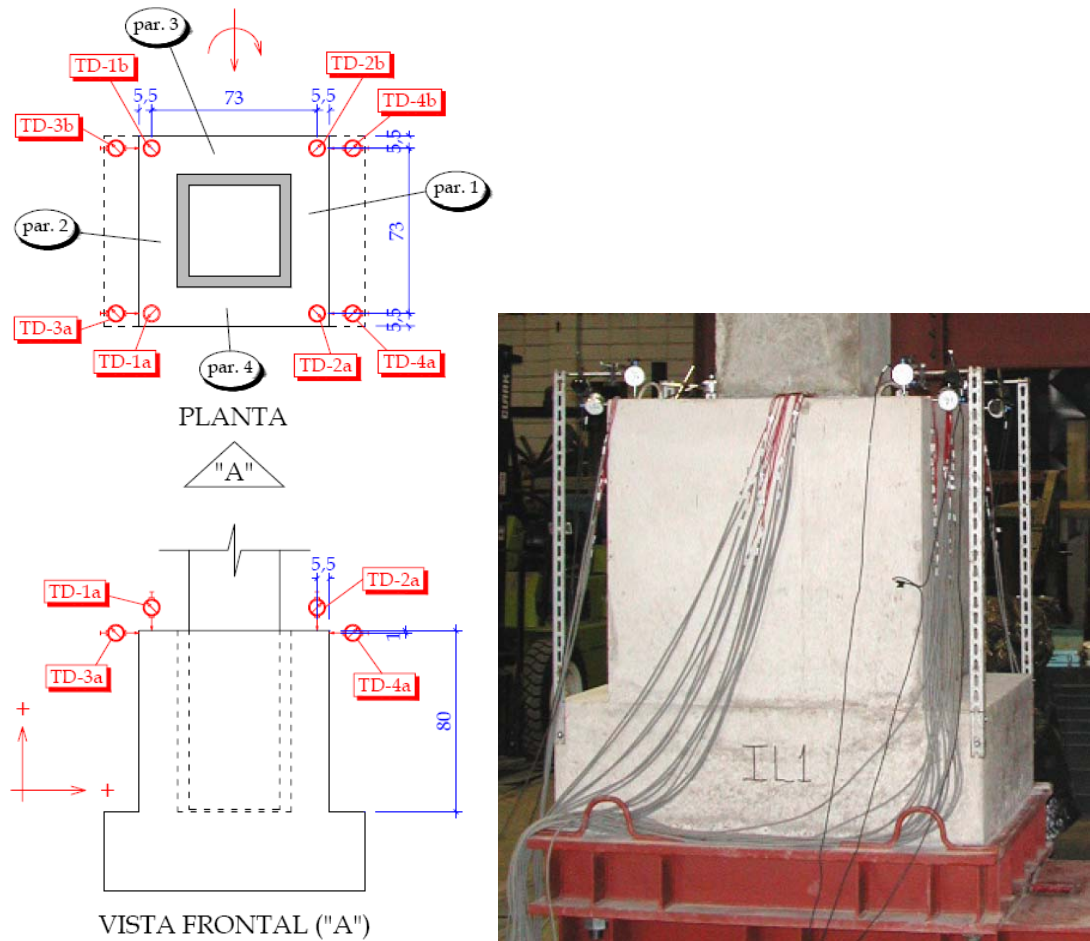 par. 3
TD-1b
TD-2b
5,5
73
5,5
TD-4b
TD-3b
5,5
par. 1
par. 2
73
TD-3a
TD-1a
par. 4
TD-2a
TD-4a
5,5
PLANTA
"A"
5,5
TD-2a
TD-1a
1
TD-3a
TD-4a
80
+
+
IL1
VISTA FRONTAL ("A")